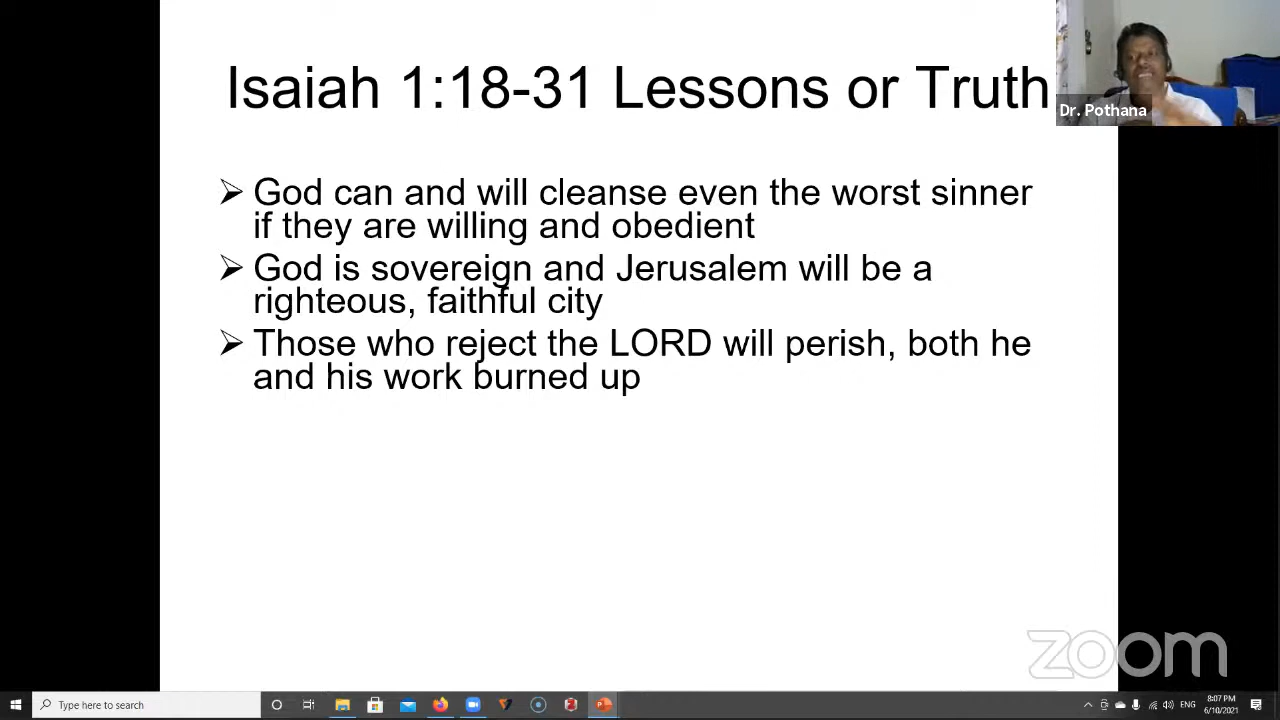 Isaiah 1:18-31 Lessons or Truth
Dr. Pothana
➢ God can and will cleanse even the worst sinner
if they are willing and obedient
➢ God is sovereign and Jerusalem will be a
righteous, faithful city
➢ Those who reject the LORD will perish, both he
and his work burned up
zoom
Type here to search
ENG
8:07 PM
6/10/2021